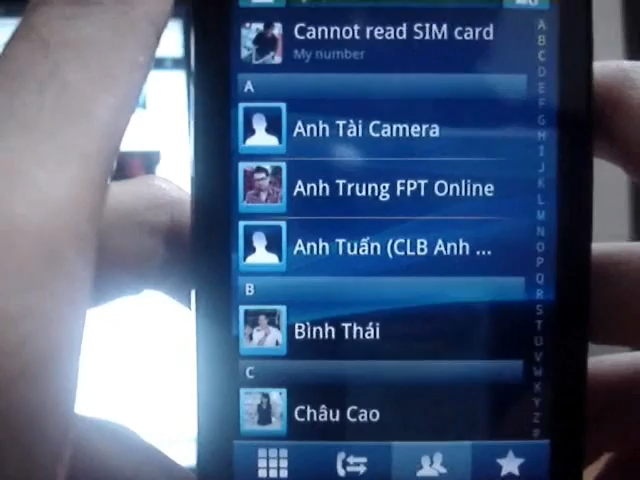 Cannot read SIM card
My number
A
Anh Tài Camera
Anh Trung FPT Online
Anh Tuấn (CLB Anh ...
B
Bình Thái
C
Châu Cao
A
B
C
D
E
F
G
H
I
J
K
L
M
N
O
P
Q
R
S
T
U
V
W
X
Y
Z
#